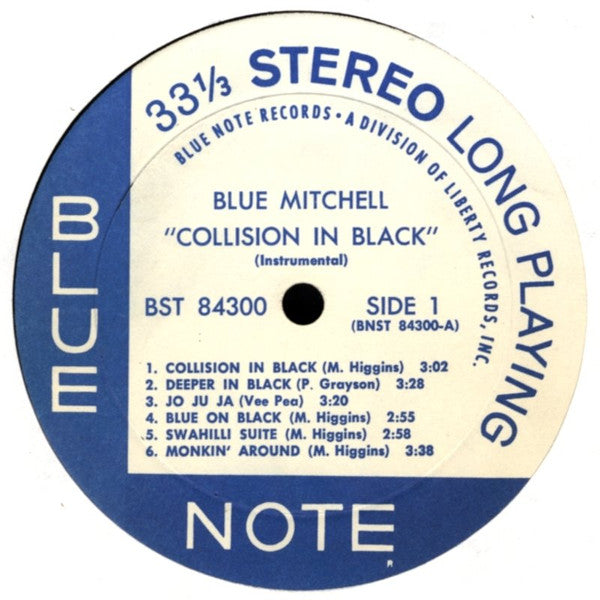 33⅓ STEREO LONG PLAYING
BLUE NOTE RECORDS • A DIVISION OF LIBERTY RECORDS, INC.
BLUE MITCHELL
"COLLISION IN BLACK"
(Instrumental)
BST 84300 SIDE 1
(BNST 84300-A)
1. COLLISION IN BLACK (M. Higgins) 3:02
2. DEEPER IN BLACK (P. Grayson) 3:28
3. JO JU JA (Vee Pea) 3:20
4. BLUE ON BLACK (M. Higgins) 2:55
5. SWAHILLI SUITE (M. Higgins) 2:58
6. MONKIN' AROUND (M. Higgins) 3:38
BLUE
NOTE